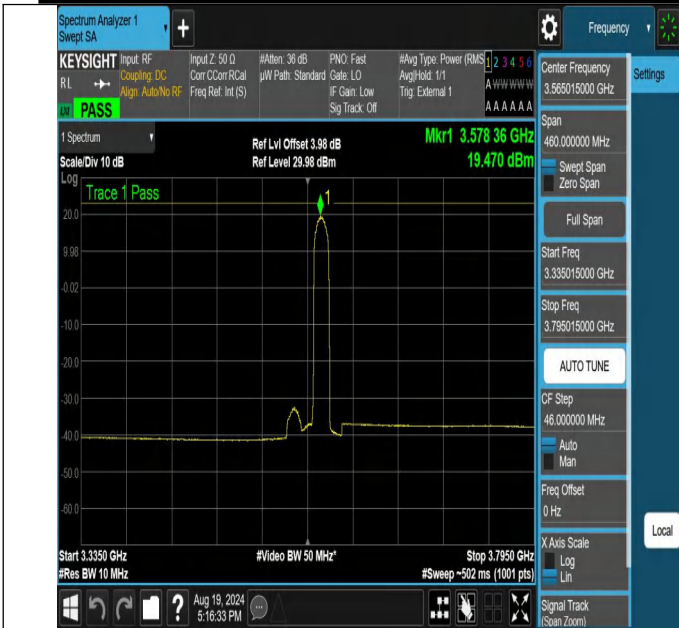 Spectrum Analyzer 1
Swept SA
+
Frequency
KEYSIGHT
RL
PASS
Input: RF
Coupling: DC
Align: Auto/No RF
Input Z: 50 Ω
Corr CCorr RCal
Freq Ref: Int (S)
#Atten: 36 dB
µW Path: Standard
PNO: Fast
Gate: LO
IF Gain: Low
Sig Track: Off
#Avg Type: Power (RMS
Avg|Hold: 1/1
Trig: External 1
1 2 3 4 5 6
A W W W W W
A A A A A A
1 Spectrum
Scale/Div 10 dB
Ref Lvl Offset 3.98 dB
Ref Level 29.98 dBm
Mkr1 3.578 36 GHz
19.470 dBm
Log
Trace 1 Pass
1
20.0
9.98
-0.02
-10.0
-20.0
-30.0
-40.0
-50.0
-60.0
Start 3.3350 GHz
#Res BW 10 MHz
#Video BW 50 MHz*
Stop 3.7950 GHz
#Sweep ~502 ms (1001 pts)
Aug 19, 2024
5:16:33 PM
?
Center Frequency
3.565015000 GHz
Settings
Span
460.000000 MHz
Swept Span
Zero Span
Full Span
Start Freq
3.335015000 GHz
Stop Freq
3.795015000 GHz
AUTO TUNE
CF Step
46.000000 MHz
Auto
Man
Freq Offset
0 Hz
Local
X Axis Scale
Log
Lin
Signal Track
(Span Zoom)